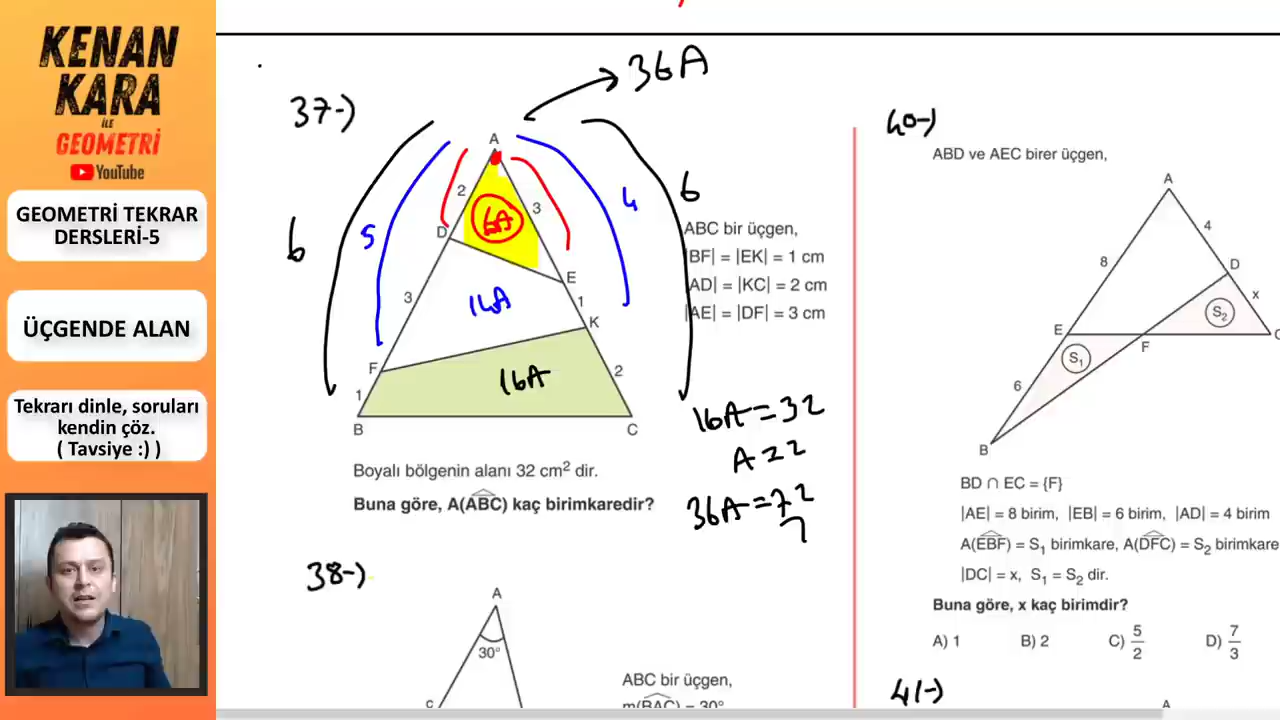 KENAN
KARA
İLE
GEOMETRİ
YouTube
GEOMETRİ TEKRAR
DERSLERİ-5
ÜÇGENDE ALAN
Tekrarı dinle, soruları
kendin çöz.
( Tavsiye :) )
37-)
36A
A
2
6A
3
4
6
5
6
D
E
3
14A
1
K
F
16A
2
1
B
C
ABC bir üçgen,
|BF| = |EK| = 1 cm
|AD| = |KC| = 2 cm
|AE| = |DF| = 3 cm
16A = 32
A = 2
36A = 72
Boyalı bölgenin alanı 32 cm² dir.
Buna göre, A(ABC) kaç birimkaredir?
38-)
A
30°
C
ABC bir üçgen,
m(BAC) = 30°
40-)
ABD ve AEC birer üçgen,
A
4
8
D
x
S₂
E
F
C
S₁
6
B
BD ∩ EC = {F}
|AE| = 8 birim, |EB| = 6 birim, |AD| = 4 birim
A(EBF) = S₁ birimkare, A(DFC) = S₂ birimkare
|DC| = x, S₁ = S₂ dir.
Buna göre, x kaç birimdir?
A) 1 B) 2 C) 5/2 D) 7/3
41-)
A